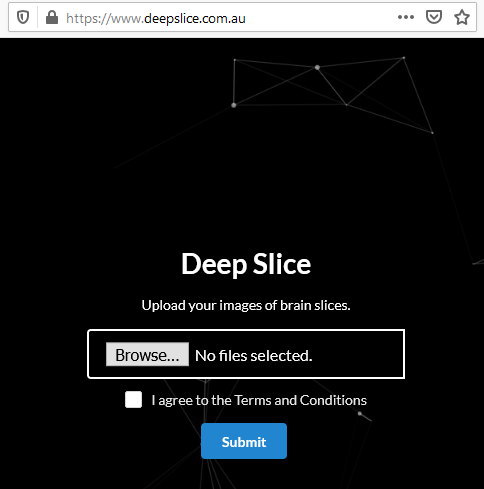 https://www.deepslice.com.au
Deep Slice
Upload your images of brain slices.
Browse... No files selected.
I agree to the Terms and Conditions
Submit